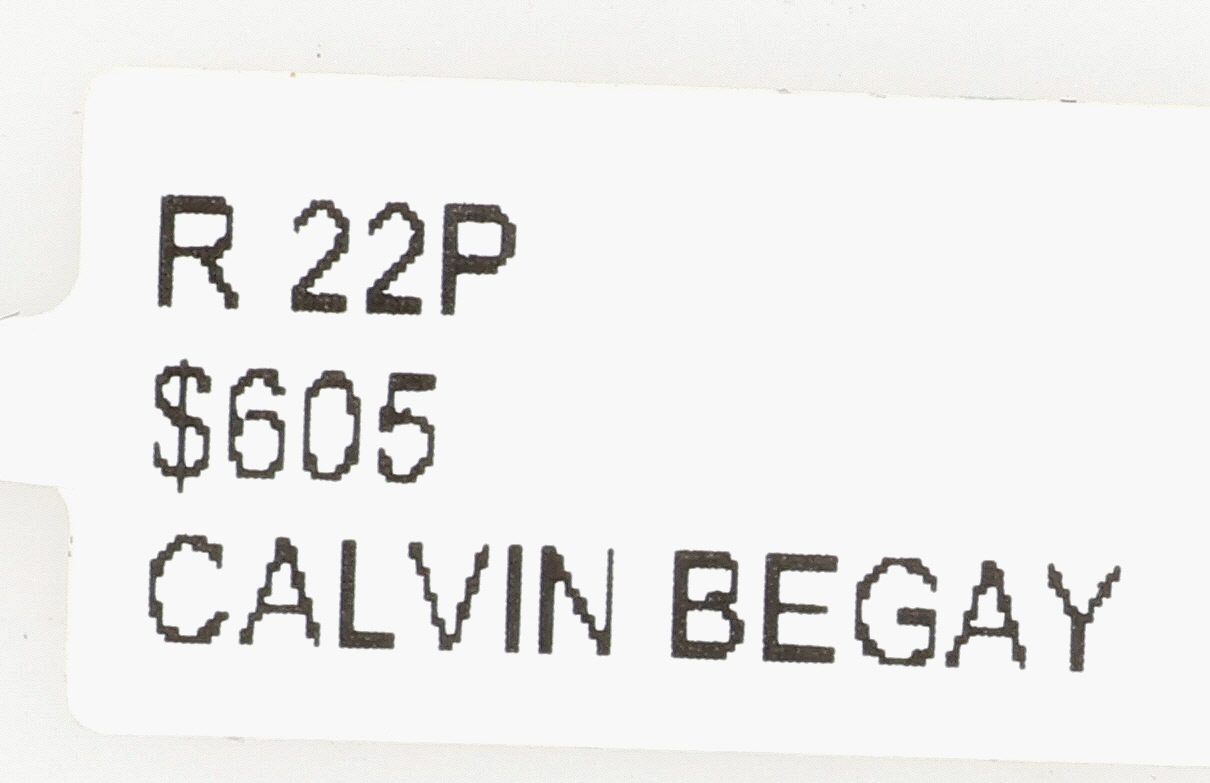 R 22P
$605
CALVIN BEGAY